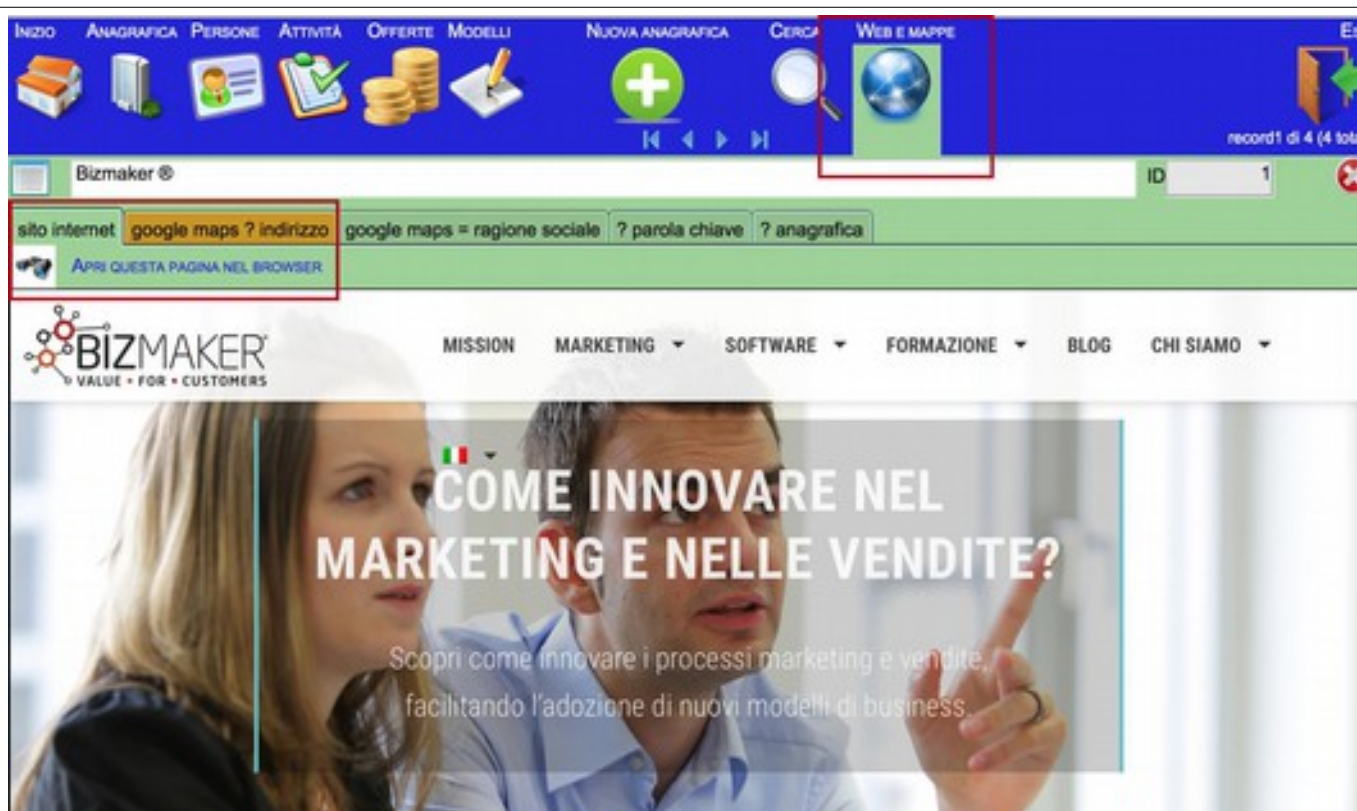 INIZIO ANAGRAFICA PERSONE ATTIVITÀ OFFERTE MODELLI NUOVA ANAGRAFICA CERCA WEB E MAPPE
record1 di 4 (4 tota
Bizmaker ® ID 1
sito internet google maps ? indirizzo google maps = ragione sociale ? parola chiave ? anagrafica
APRI QUESTA PAGINA NEL BROWSER
BIZMAKER®
VALUE • FOR • CUSTOMERS
MISSION MARKETING SOFTWARE FORMAZIONE BLOG CHI SIAMO
COME INNOVARE NEL
MARKETING E NELLE VENDITE?
Scopri come innovare i processi marketing e vendite,
facilitando l'adozione di nuovi modelli di business.